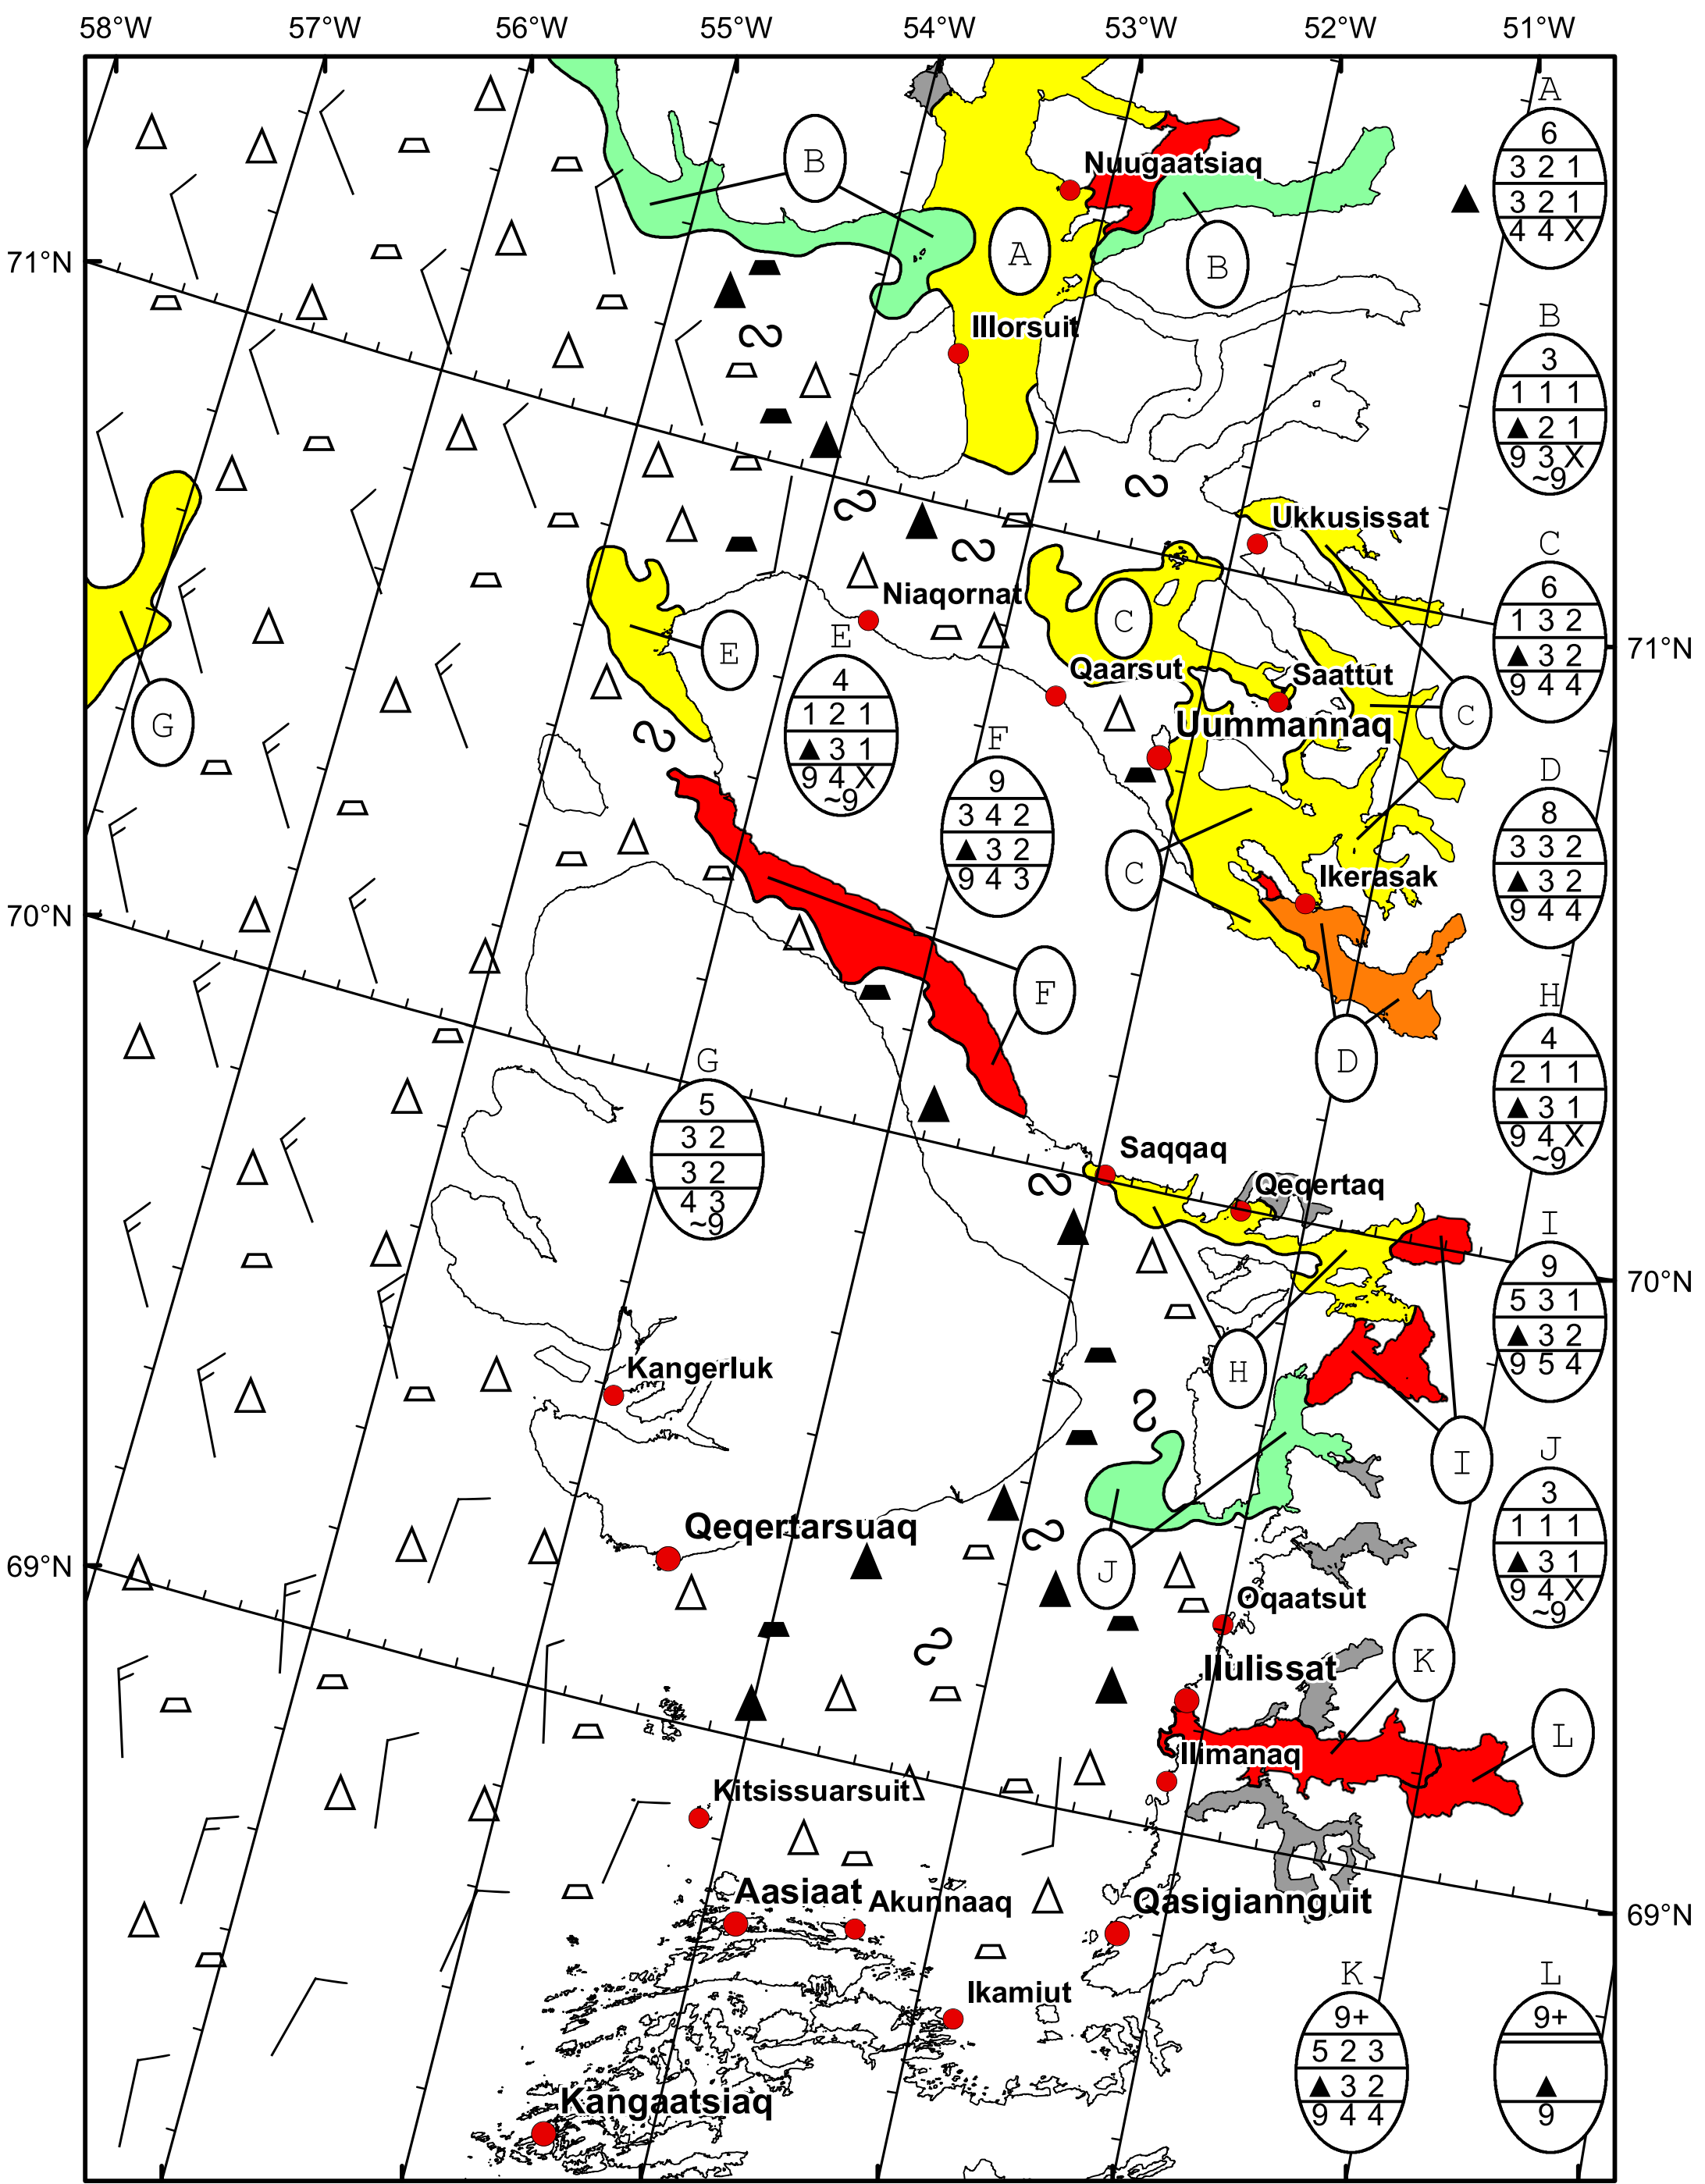 58°W 57°W 56°W 55°W 54°W 53°W 52°W 51°W
A
6
3 2 1
3 2 1
4 4 X
B
Nuugaatsiaq
A
B
71°N
B
3
1 1 1
▲ 2 1
9 3 X
~9
Illorsuit
Ukkusissat
C
6
1 3 2
▲ 3 2
9 4 4
Niaqornat
C
E
E
4
1 2 1
▲ 3 1
9 4 X
~9
71°N
Qaarsut
Saattut
G
C
Uummannaq
F
9
3 4 2
▲ 3 2
9 4 3
D
8
3 3 2
▲ 3 2
9 4 4
C
Ikerasak
70°N
F
D
H
4
2 1 1
▲ 3 1
9 4 X
~9
G
5
3 2
3 2
4 3
~9
Saqqaq
Qeqertaq
I
9
5 3 1
▲ 3 2
9 5 4
70°N
Kangerluk
H
I
J
3
1 1 1
▲ 3 1
9 4 X
~9
Qeqertarsuaq
69°N
J
Oqaatsut
K
Ilulissat
L
Ilimanaq
Kitsissuarsuit
Aasiaat
Akunnaaq
Qasigiannguit
69°N
Ikamiut
K
9+
5 2 3
▲ 3 2
9 4 4
L
9+
▲
9
Kangaatsiaq